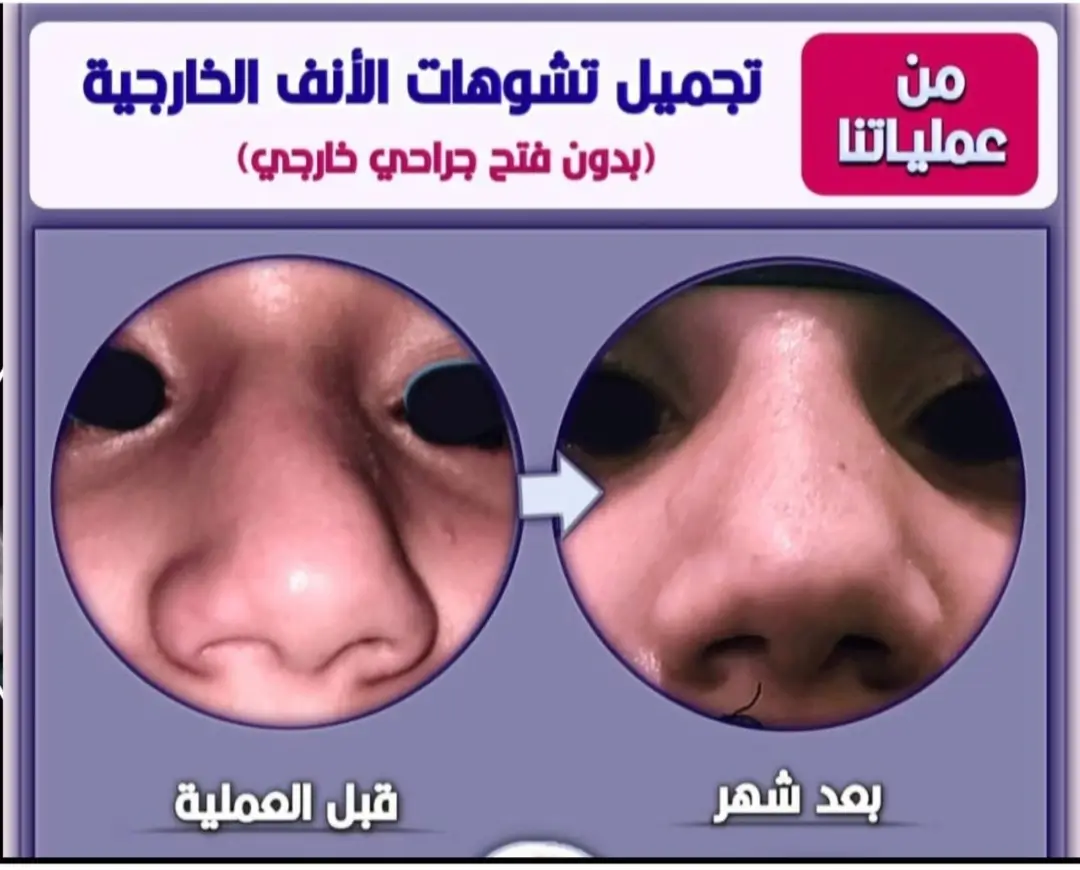 من
عملياتنا
تجميل تشوهات الأنف الخارجية
(بدون فتح جراحي خارجي)
قبل العملية
بعد شهر